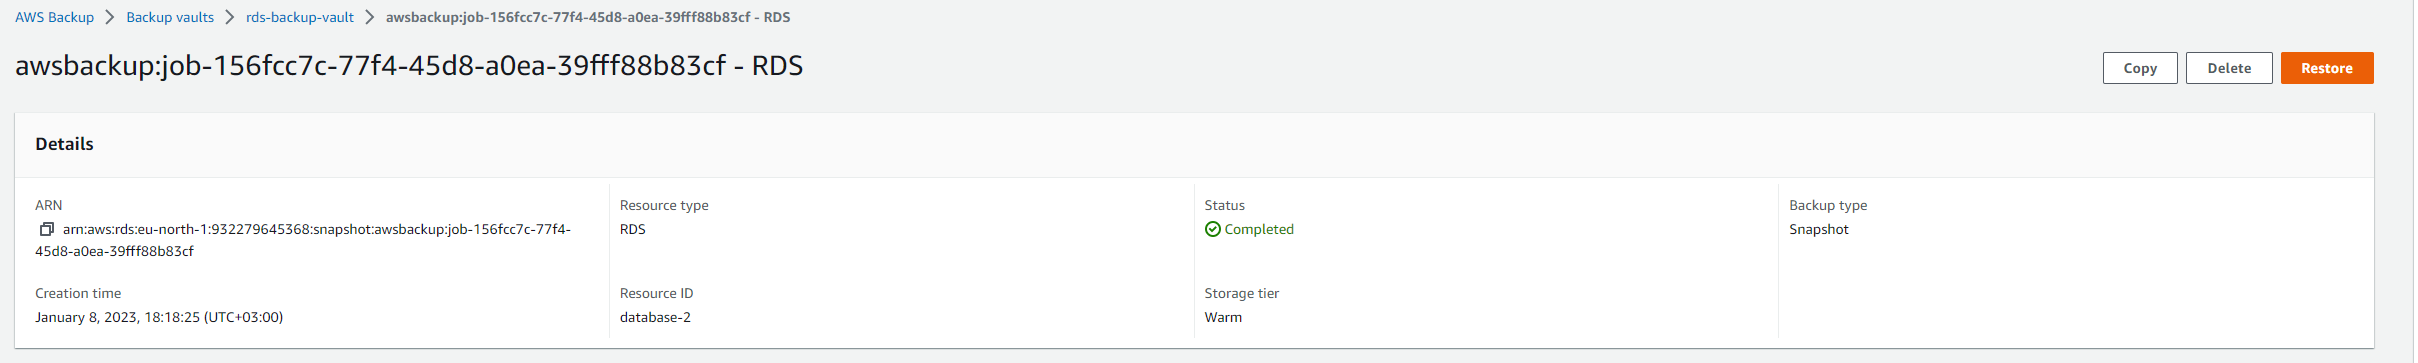 AWS Backup > Backup vaults > rds-backup-vault > awsbackup:job-156fcc7c-77f4-45d8-a0ea-39fff88b83cf - RDS
awsbackup:job-156fcc7c-77f4-45d8-a0ea-39fff88b83cf - RDS
Copy
Delete
Restore
Details
ARN
arn:aws:rds:eu-north-1:932279645368:snapshot:awsbackup:job-156fcc7c-77f4-
45d8-a0ea-39fff88b83cf
Creation time
January 8, 2023, 18:18:25 (UTC+03:00)
Resource type
RDS
Resource ID
database-2
Status
Completed
Storage tier
Warm
Backup type
Snapshot